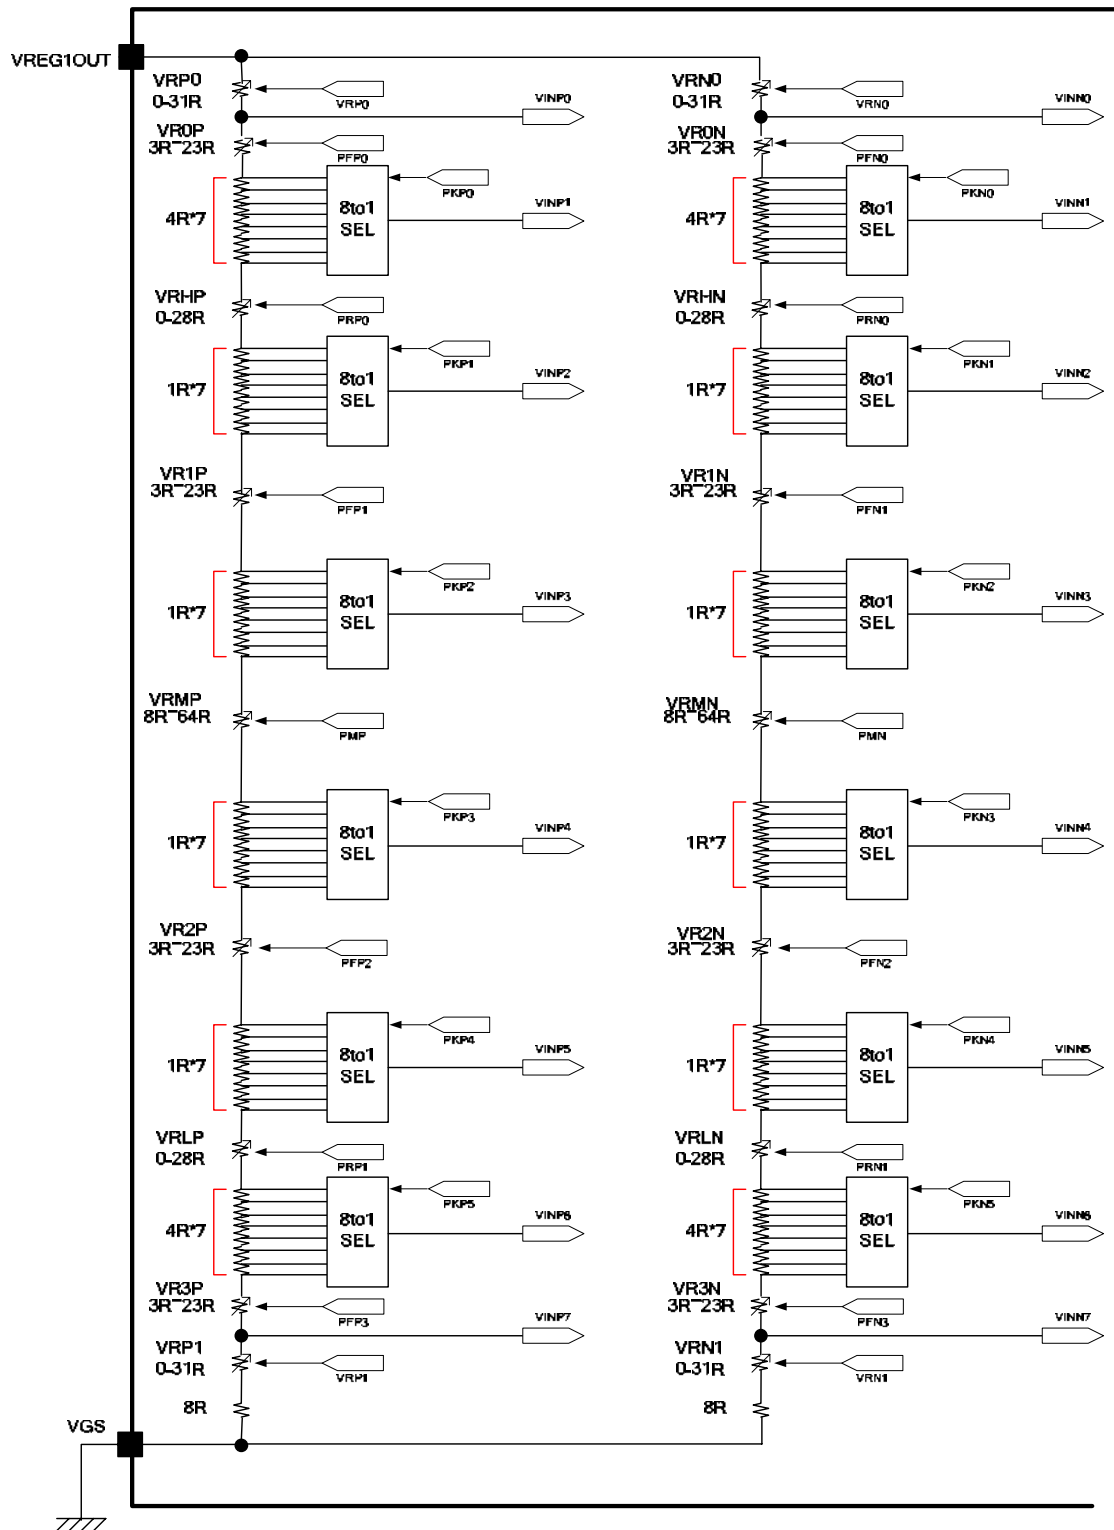 VREG1OUT
VRP0
0-31R
VRP0
VINP0
VR0P
3R~23R
PFP0
4R*7
8to1
SEL
PKP0
VINP1
VRHP
0-28R
PRP0
1R*7
8to1
SEL
PKP1
VINP2
VR1P
3R~23R
PFP1
1R*7
8to1
SEL
PKP2
VINP3
VRMP
8R~64R
PMP
1R*7
8to1
SEL
PKP3
VINP4
VR2P
3R~23R
PFP2
1R*7
8to1
SEL
PKP4
VINP5
VRLP
0-28R
PRP1
4R*7
8to1
SEL
PKP5
VINP6
VR3P
3R~23R
PFP3
VINP7
VRP1
0-31R
VRP1
8R
VGS
VRN0
0-31R
VRN0
VINN0
VR0N
3R~23R
PFN0
4R*7
8to1
SEL
PKN0
VINN1
VRHN
0-28R
PRN0
1R*7
8to1
SEL
PKN1
VINN2
VR1N
3R~23R
PFN1
1R*7
8to1
SEL
PKN2
VINN3
VRMN
8R~64R
PMN
1R*7
8to1
SEL
PKN3
VINN4
VR2N
3R~23R
PFN2
1R*7
8to1
SEL
PKN4
VINN5
VRLN
0-28R
PRN1
4R*7
8to1
SEL
PKN5
VINN6
VR3N
3R~23R
PFN3
VINN7
VRN1
0-31R
VRN1
8R